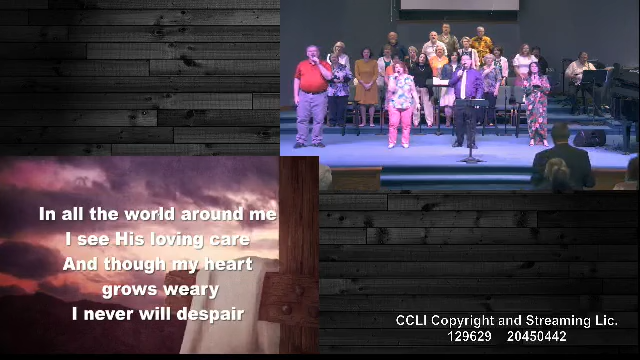 In all the world around me
I see His loving care
And though my heart
grows weary
I never will despair
CCLI Copyright and Streaming Lic.
129629 20450442